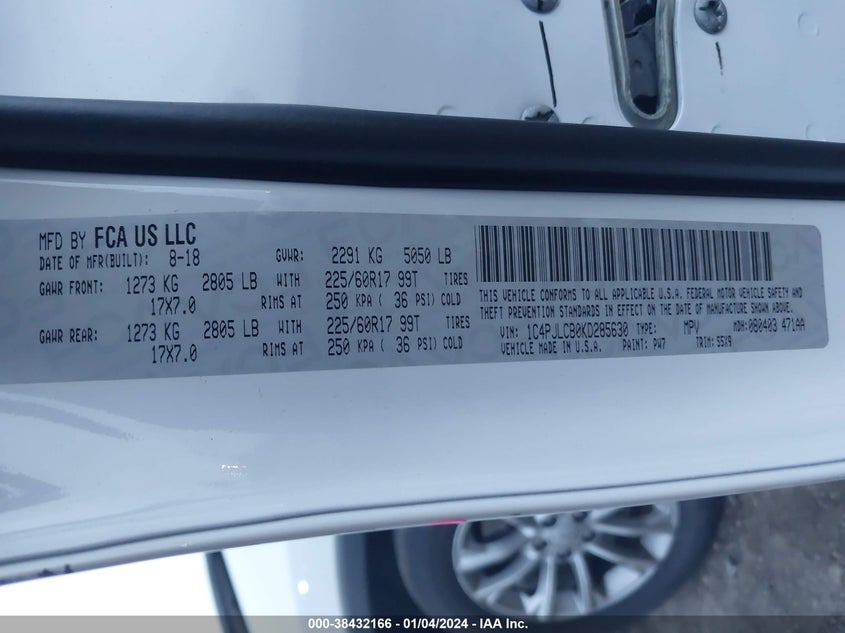 MFD BY FCA US LLC
DATE OF MFR(BUILT): 8-18 GVWR: 2291 KG 5050 LB
GAWR FRONT: 1273 KG 2805 LB WITH 225/60R17 99T TIRES
17X7.0 RIMS AT 250 KPA ( 36 PSI) COLD
GAWR REAR: 1273 KG 2805 LB WITH 225/60R17 99T TIRES
17X7.0 RIMS AT 250 KPA ( 36 PSI) COLD
THIS VEHICLE CONFORMS TO ALL APPLICABLE U.S.A. FEDERAL MOTOR VEHICLE SAFETY AND
THEFT PREVENTION STANDARDS IN EFFECT ON THE DATE OF MANUFACTURE SHOWN ABOVE
VIN: 1C4PJLCB0KD285630 TYPE: MPV MDH: 080403 471AA
VEHICLE MADE IN U.S.A. PAINT: PW7 TRIM: S5X9
000-38432166 - 01/04/2024 - IAA Inc.